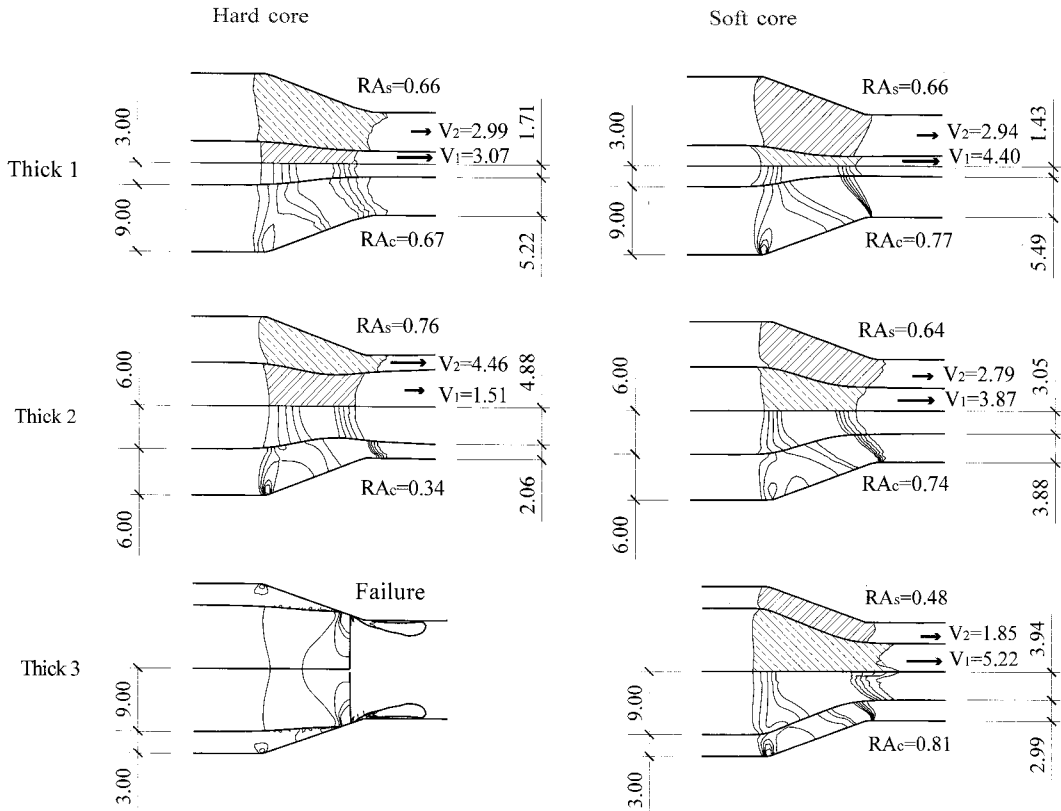 Hard core
Soft core
Thick 1
3.00
9.00
RAs=0.66
V2=2.99
V1=3.07
RAc=0.67
1.71
5.22
3.00
9.00
RAs=0.66
V2=2.94
V1=4.40
RAc=0.77
1.43
5.49
Thick 2
6.00
6.00
RAs=0.76
V2=4.46
V1=1.51
RAc=0.34
4.88
2.06
6.00
6.00
RAs=0.64
V2=2.79
V1=3.87
RAc=0.74
3.05
3.88
Thick 3
9.00
3.00
Failure
9.00
3.00
RAs=0.48
V2=1.85
V1=5.22
RAc=0.81
3.94
2.99